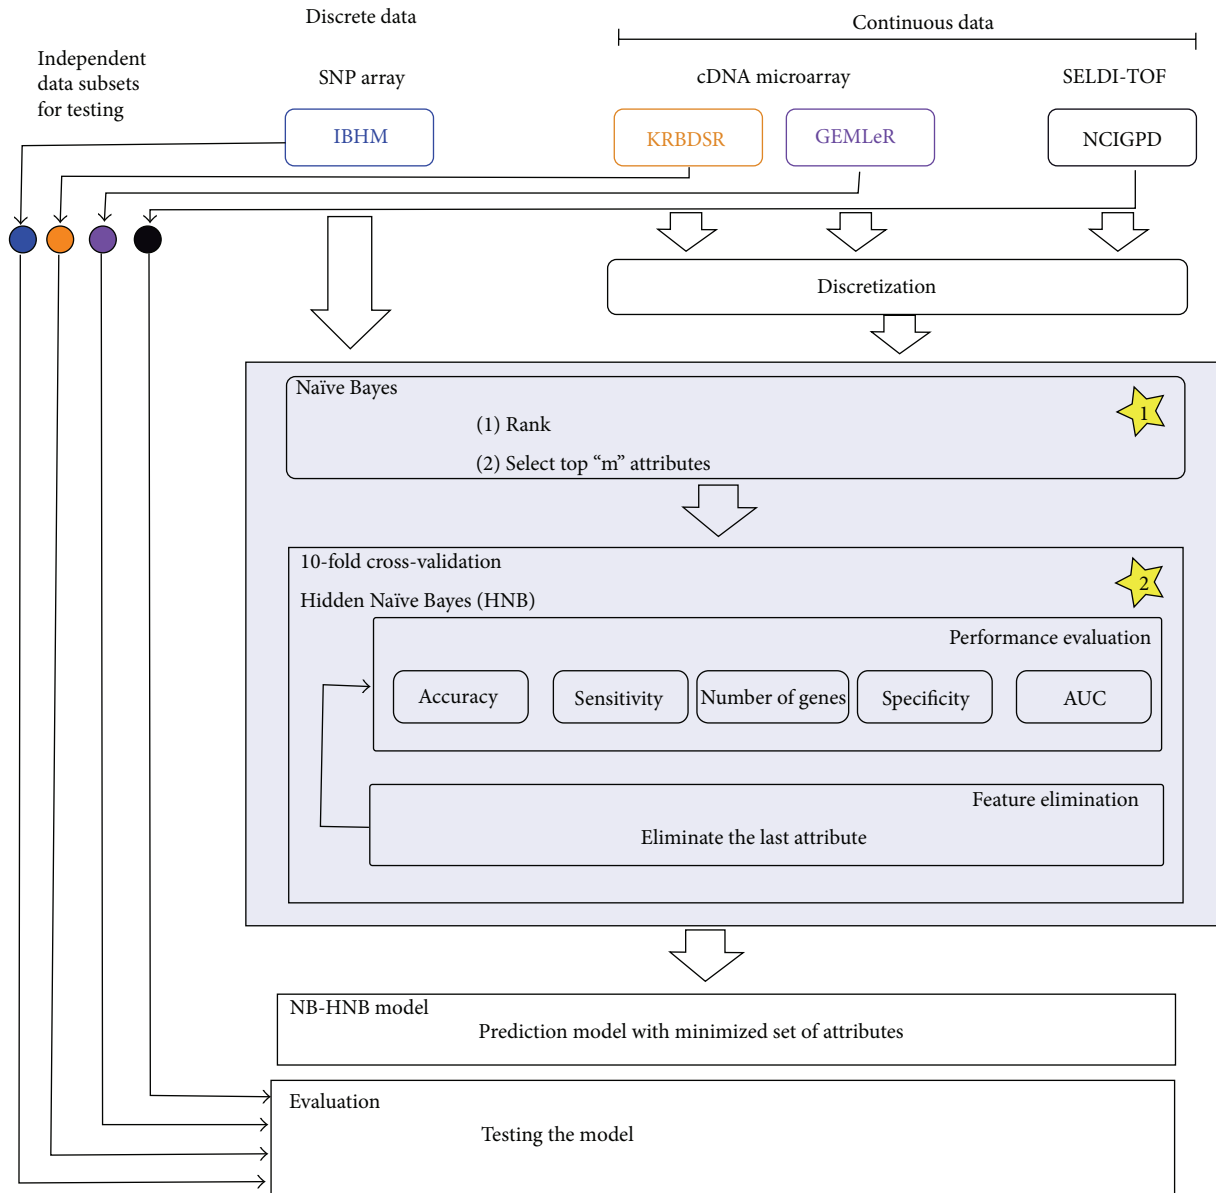 Discrete data
Continuous data
Independent
data subsets
for testing
SNP array
cDNA microarray
SELDI-TOF
IBHM
KRBDSR
GEMLeR
NCIGPD
Discretization
Naïve Bayes
1
(1) Rank
(2) Select top “m” attributes
10-fold cross-validation
2
Hidden Naïve Bayes (HNB)
Performance evaluation
Accuracy
Sensitivity
Number of genes
Specificity
AUC
Feature elimination
Eliminate the last attribute
NB-HNB model
Prediction model with minimized set of attributes
Evaluation
Testing the model